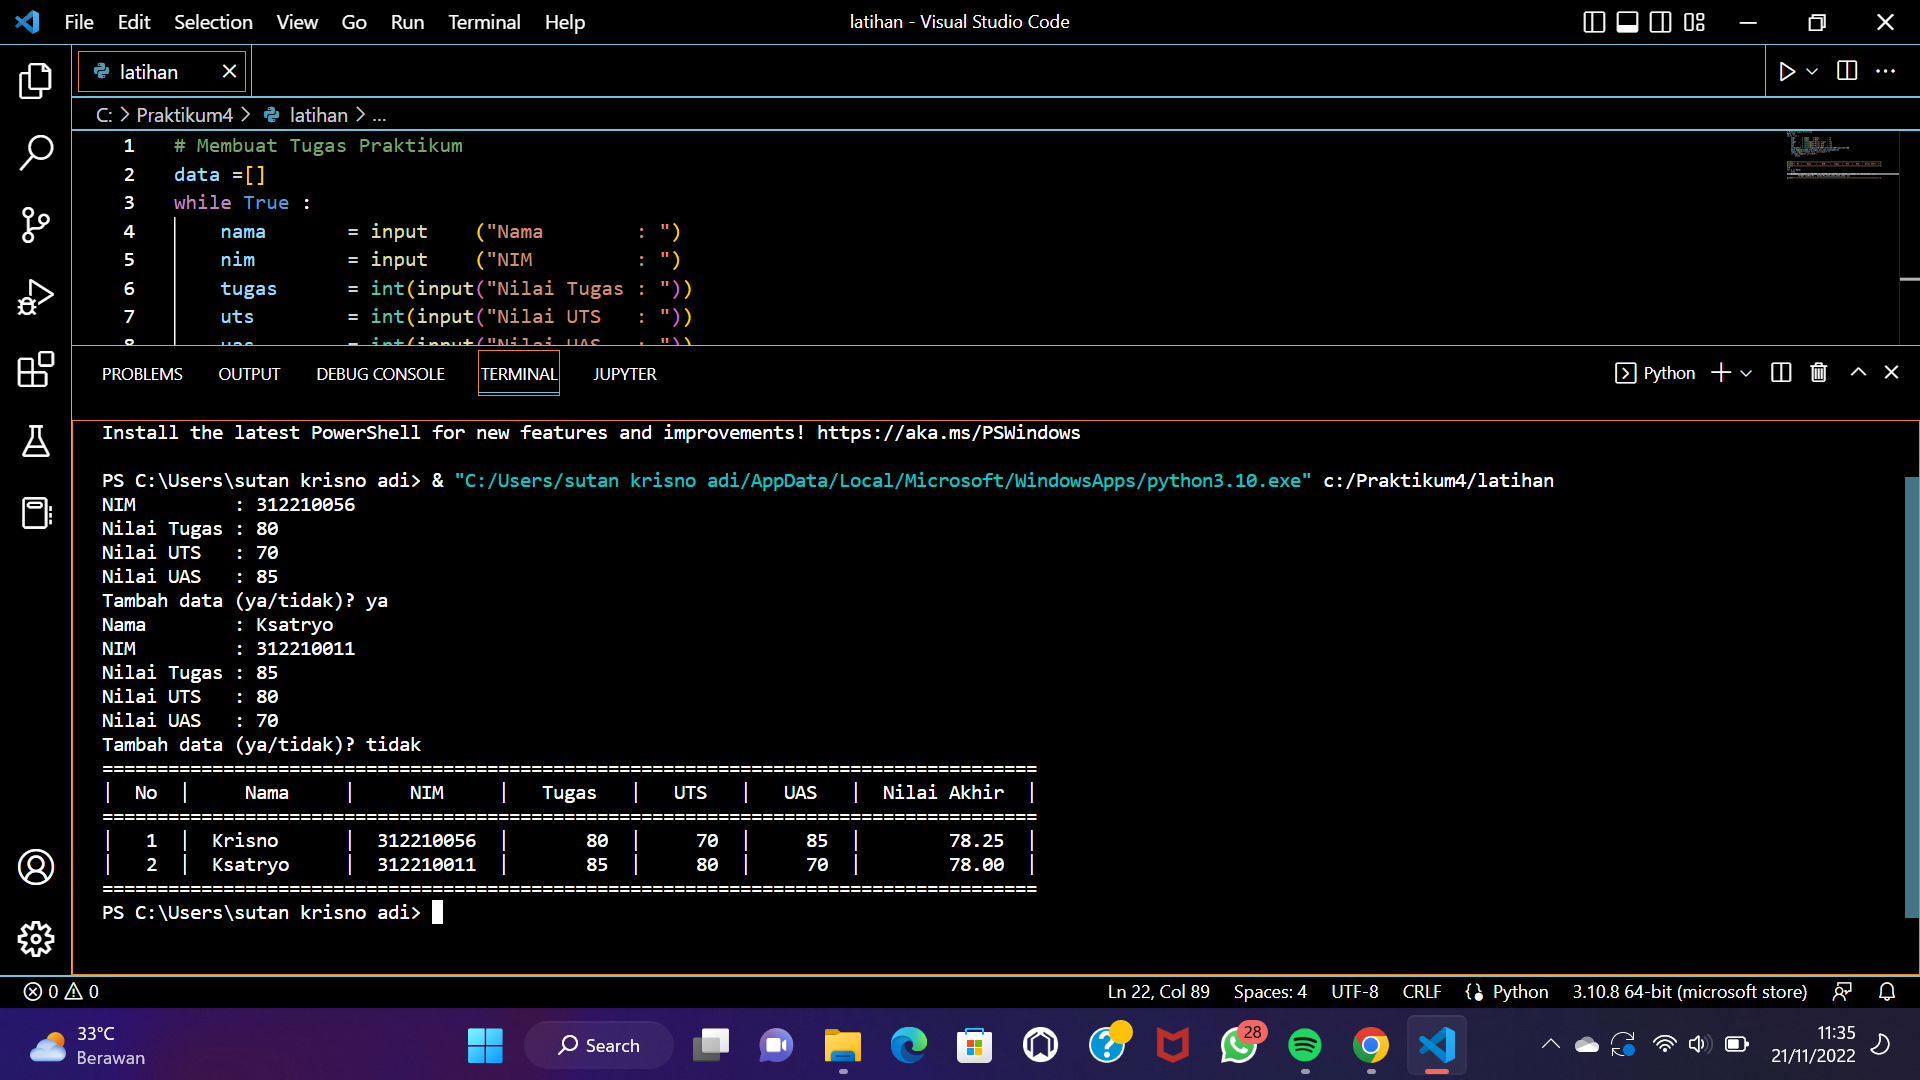 File Edit Selection View Go Run Terminal Help
latihan - Visual Studio Code
latihan
C: > Praktikum4 > latihan > ...
1 # Membuat Tugas Praktikum
2 data =[]
3 while True :
4     nama       = input    ("Nama        : ")
5     nim        = input    ("NIM         : ")
6     tugas      = int(input("Nilai Tugas : "))
7     uts        = int(input("Nilai UTS   : "))
8     uas        = int(input("Nilai UAS   : "))
PROBLEMS OUTPUT DEBUG CONSOLE TERMINAL JUPYTER
Python
Install the latest PowerShell for new features and improvements! https://aka.ms/PSWindows
PS C:\Users\sutan krisno adi> & "C:/Users/sutan krisno adi/AppData/Local/Microsoft/WindowsApps/python3.10.exe" c:/Praktikum4/latihan
NIM         : 312210056
Nilai Tugas : 80
Nilai UTS   : 70
Nilai UAS   : 85
Tambah data (ya/tidak)? ya
Nama        : Ksatryo
NIM         : 312210011
Nilai Tugas : 85
Nilai UTS   : 80
Nilai UAS   : 70
Tambah data (ya/tidak)? tidak
=====================================================================================
|  No  |     Nama     |     NIM     |   Tugas   |   UTS   |   UAS   |  Nilai Akhir  |
=====================================================================================
|   1  |  Krisno      |  312210056  |       80  |     70  |     85  |        78.25  |
|   2  |  Ksatryo     |  312210011  |       85  |     80  |     70  |        78.00  |
=====================================================================================
PS C:\Users\sutan krisno adi>
0 0
Ln 22, Col 89 Spaces: 4 UTF-8 CRLF Python 3.10.8 64-bit (microsoft store)
33°C
Berawan
Search
28
11:35
21/11/2022